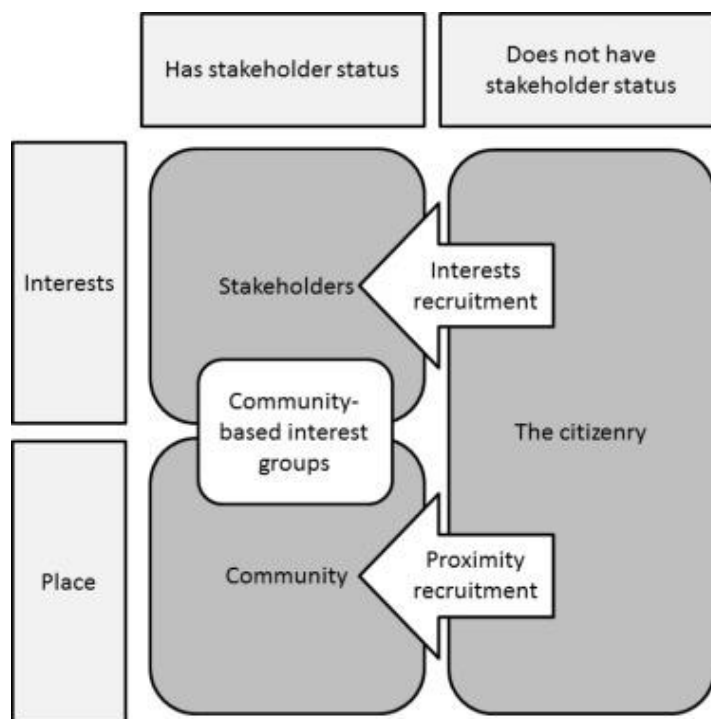 Has stakeholder status
Does not have
stakeholder status
Interests
Stakeholders
Interests
recruitment
Community-
based interest
groups
The citizenry
Place
Community
Proximity
recruitment